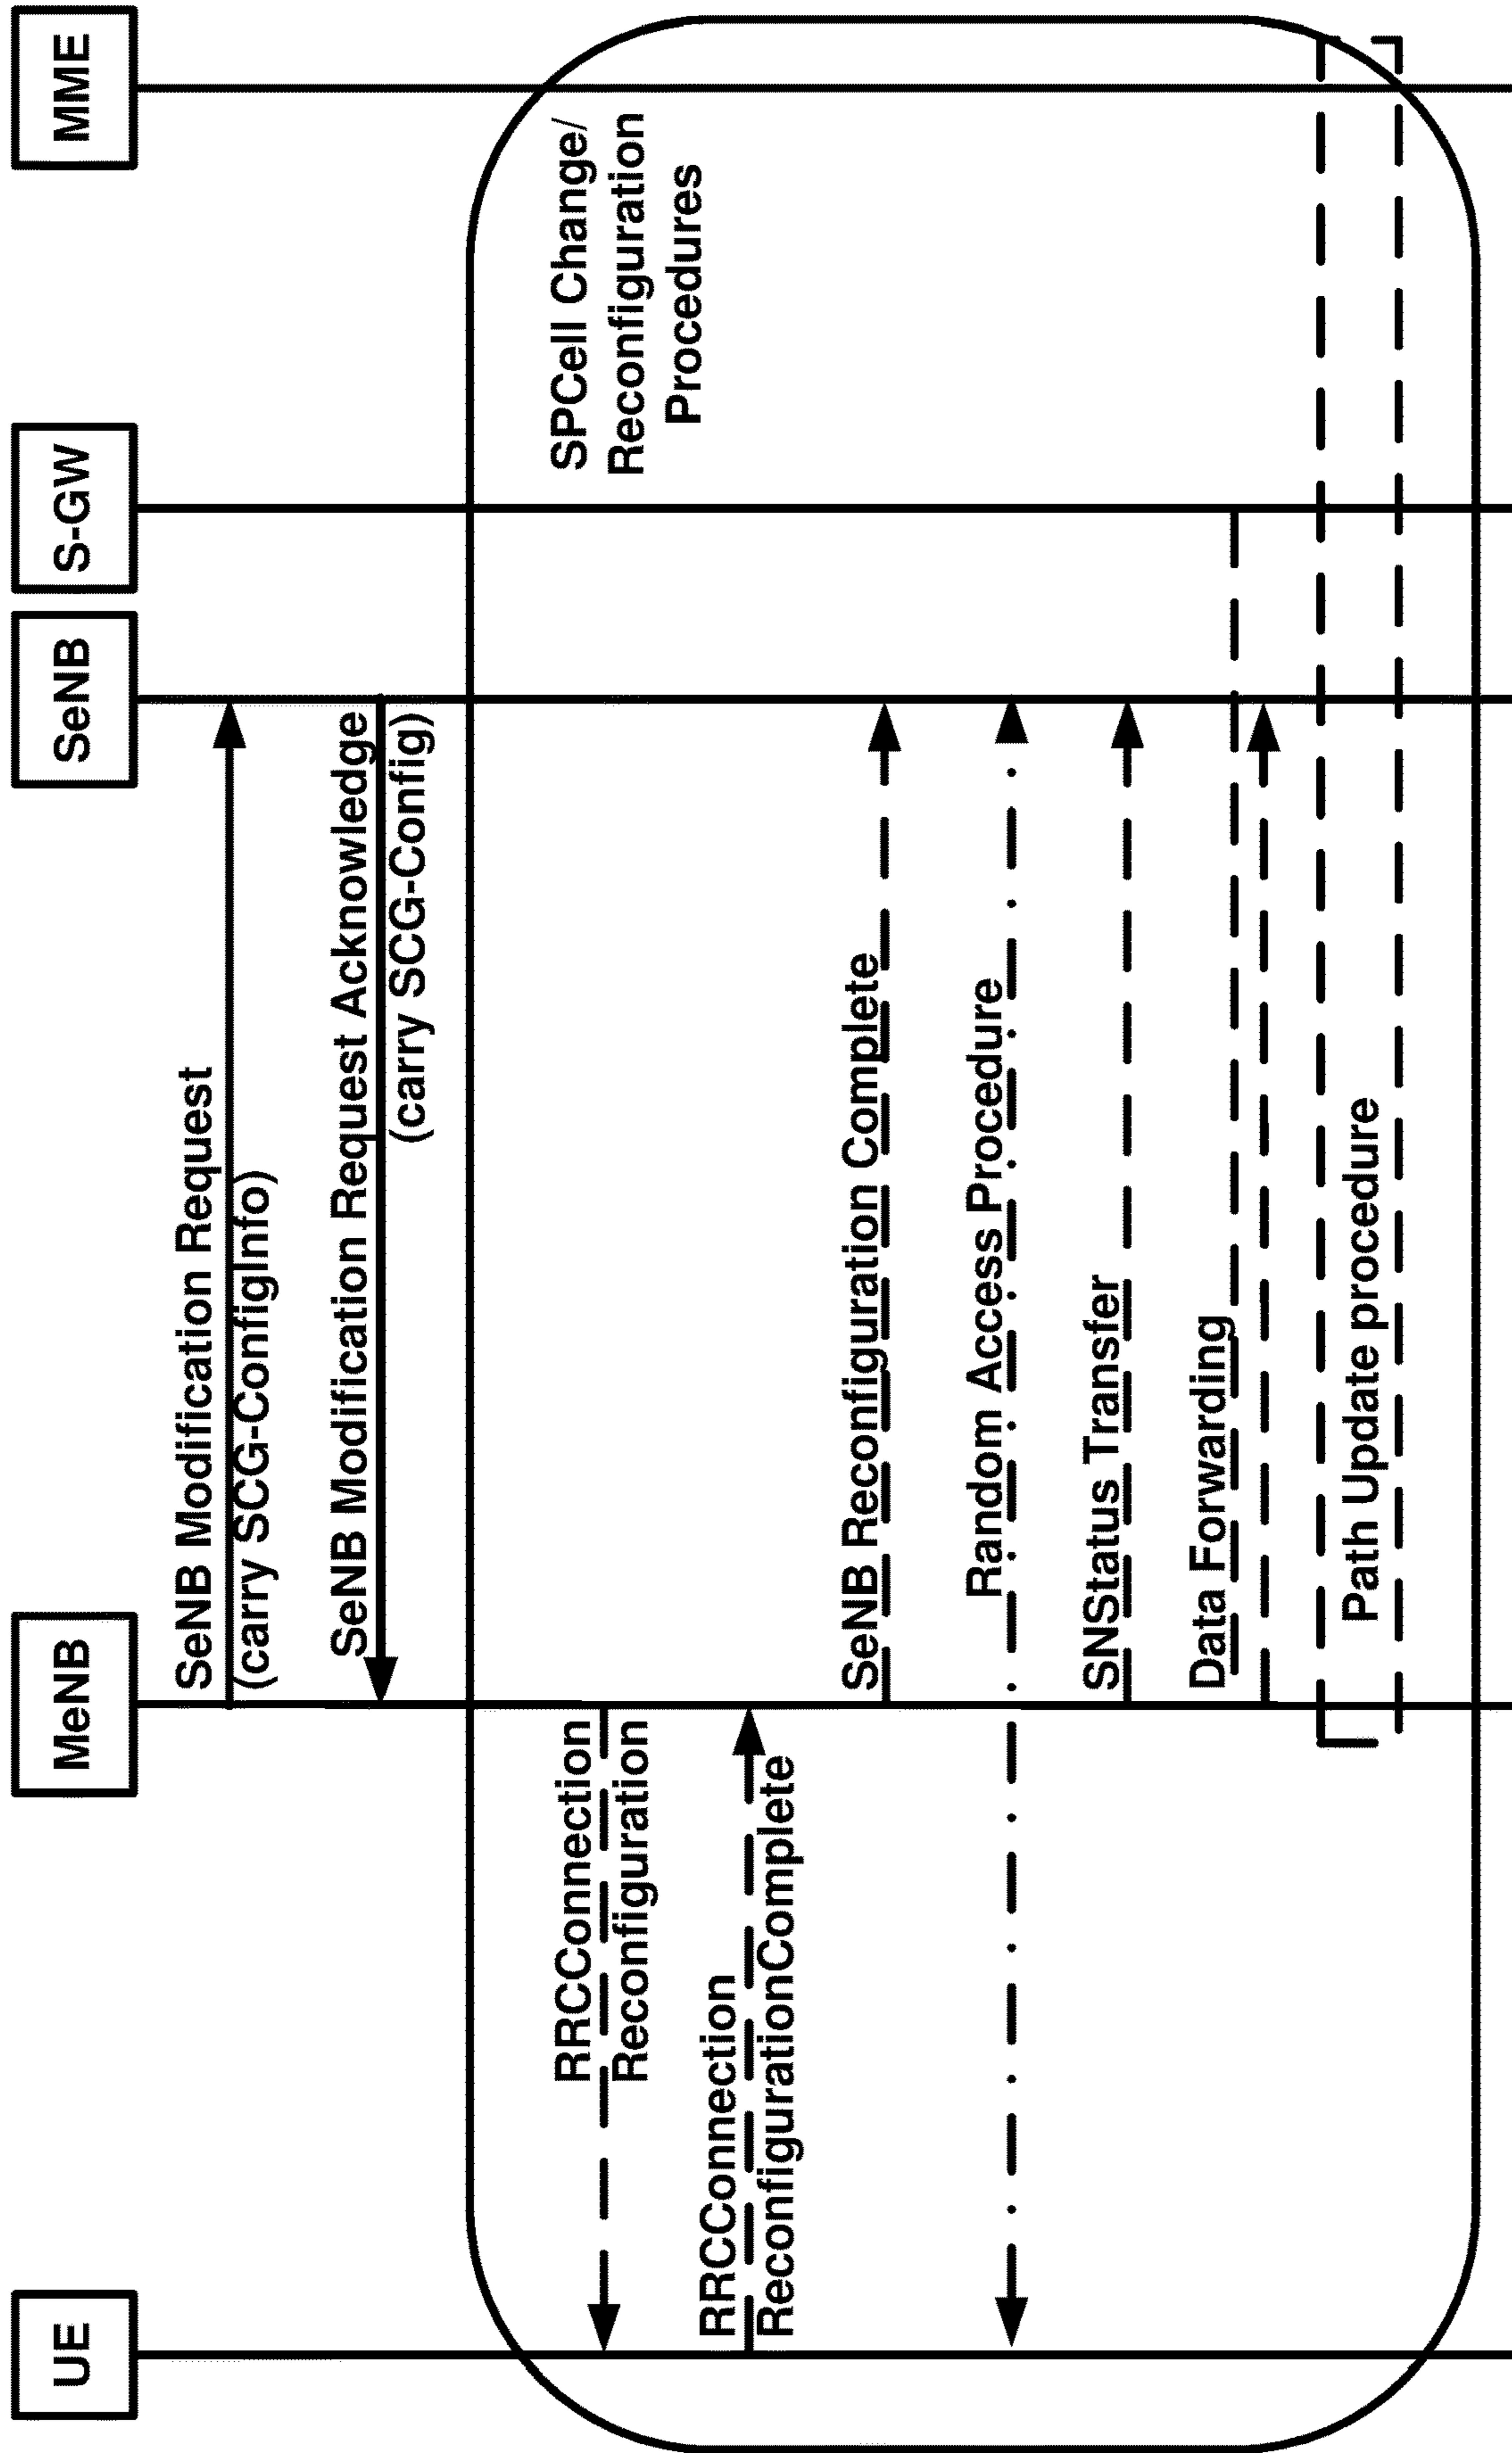 UE
MeNB
SeNB
S-GW
MME
SeNB Modification Request
(carry SCG-ConfigInfo)
SeNB Modification Request Acknowledge
(carry SCG-Config)
SPCell Change/
Reconfiguration
Procedures
RRCConnection
Reconfiguration
RRCConnection
ReconfigurationComplete
SeNB Reconfiguration Complete
Random Access Procedure
SNStatus Transfer
Data Forwarding
Path Update procedure